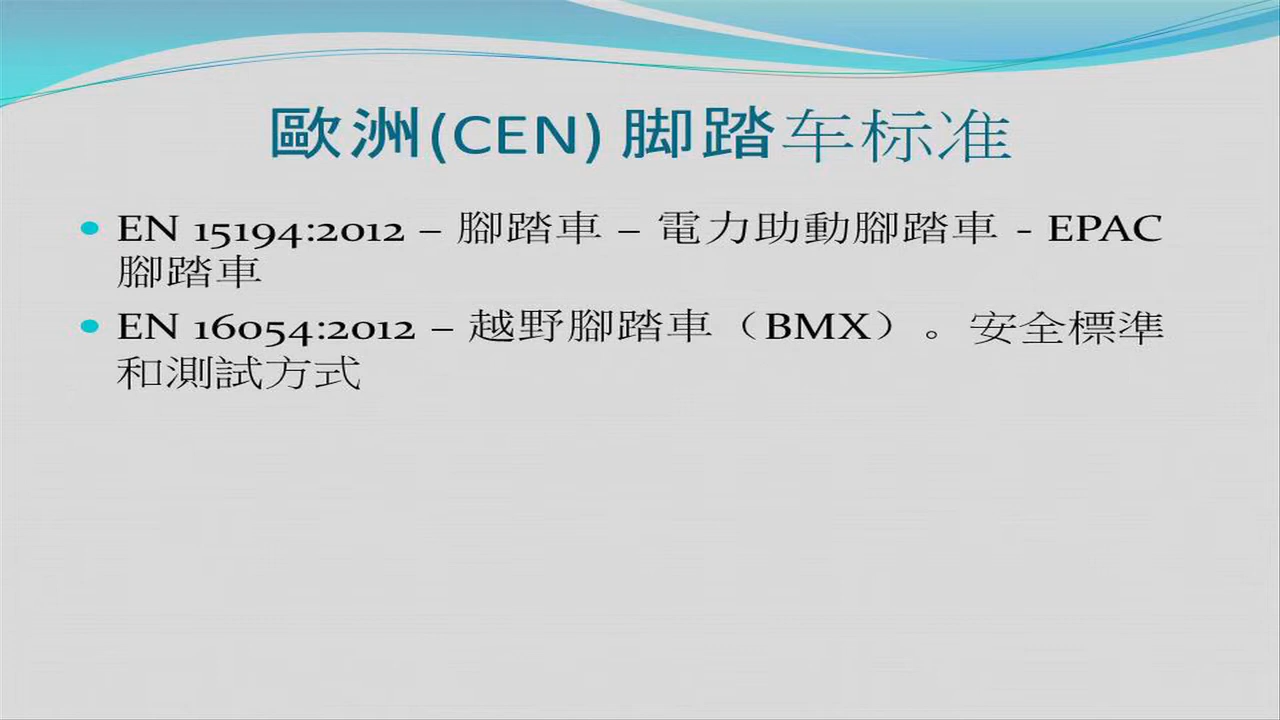 歐洲(CEN) 脚踏车标准
EN 15194:2012 – 腳踏車 – 電力助動腳踏車 - EPAC
腳踏車
EN 16054:2012 – 越野腳踏車（BMX）。安全標準
和測試方式